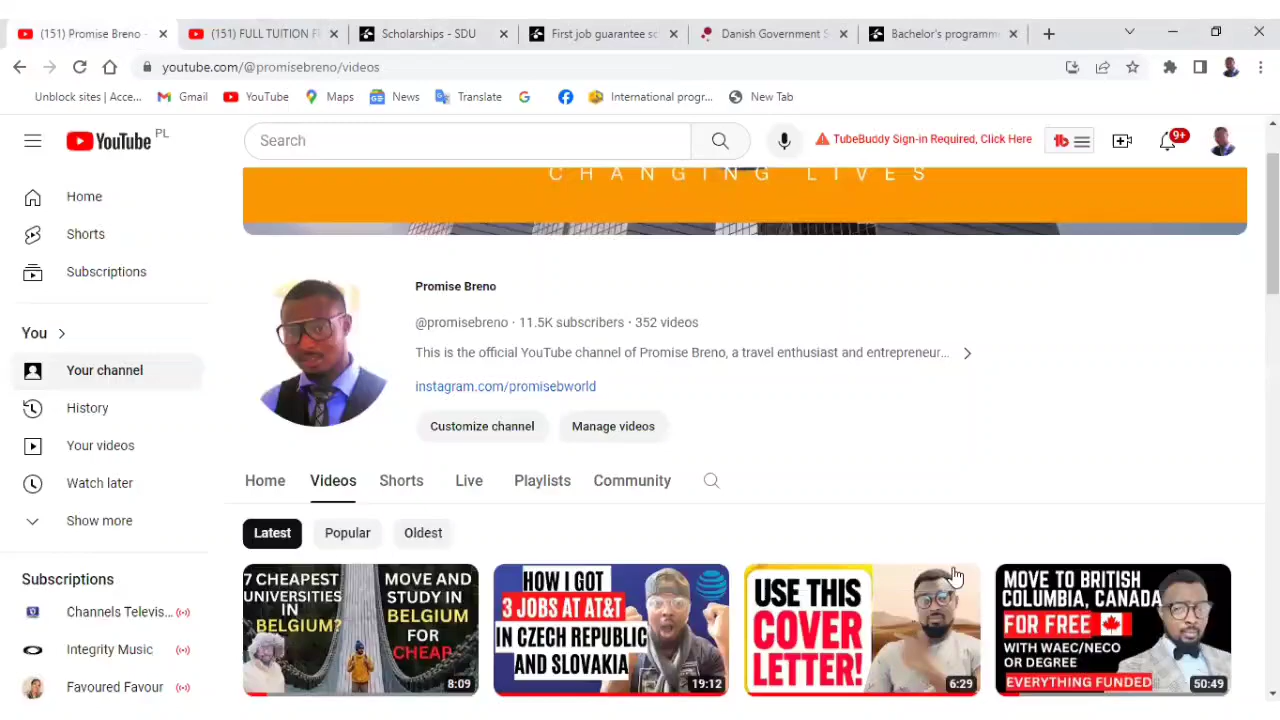 (151) Promise Breno -
(151) FULL TUITION F
Scholarships - SDU
First job guarantee sc
Danish Government S
Bachelor's programme
youtube.com/@promisebreno/videos
Unblock sites | Acce...
Gmail
YouTube
Maps
News
Translate
International progr...
New Tab
YouTube PL
Search
TubeBuddy Sign-in Required, Click Here
tb
9+
Home
Shorts
Subscriptions
You
Your channel
History
Your videos
Watch later
Show more
Subscriptions
Channels Televis...
Integrity Music
Favoured Favour
CHANGING LIVES
Promise Breno
@promisebreno · 11.5K subscribers · 352 videos
This is the official YouTube channel of Promise Breno, a travel enthusiast and entrepreneur...
instagram.com/promisebworld
Customize channel
Manage videos
Home
Videos
Shorts
Live
Playlists
Community
Latest
Popular
Oldest
7 CHEAPEST
UNIVERSITIES
IN
BELGIUM?
MOVE AND
STUDY IN
BELGIUM
FOR
CHEAP
8:09
HOW I GOT
3 JOBS AT AT&T
IN CZECH REPUBLIC
AND SLOVAKIA
19:12
USE THIS
COVER
LETTER!
6:29
MOVE TO BRITISH
COLUMBIA, CANADA
FOR FREE
WITH WAEC/NECO
OR DEGREE
EVERYTHING FUNDED
50:49